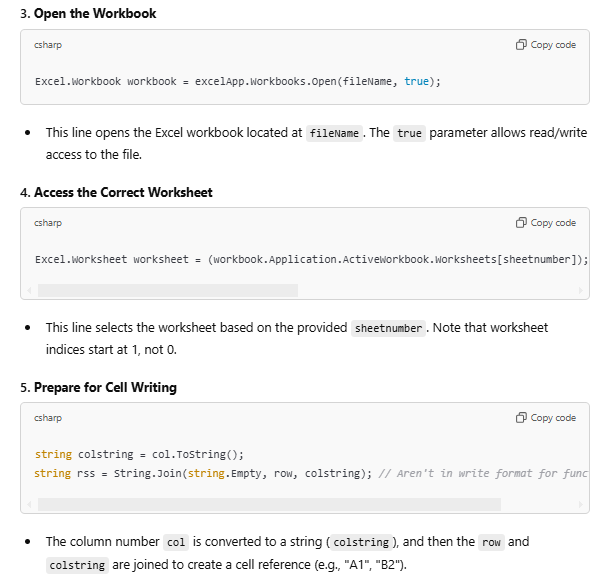 3. Open the Workbook
csharp
Copy code
Excel.Workbook workbook = excelApp.Workbooks.Open(fileName, true);
• This line opens the Excel workbook located at fileName. The true parameter allows read/write
access to the file.
4. Access the Correct Worksheet
csharp
Copy code
Excel.Worksheet worksheet = (workbook.Application.ActiveWorkbook.Worksheets[sheetnumber]);
• This line selects the worksheet based on the provided sheetnumber. Note that worksheet
indices start at 1, not 0.
5. Prepare for Cell Writing
csharp
Copy code
string colstring = col.ToString();
string rss = String.Join(string.Empty, row, colstring); // Aren't in write format for func
• The column number col is converted to a string (colstring), and then the row and
colstring are joined to create a cell reference (e.g., "A1", "B2").